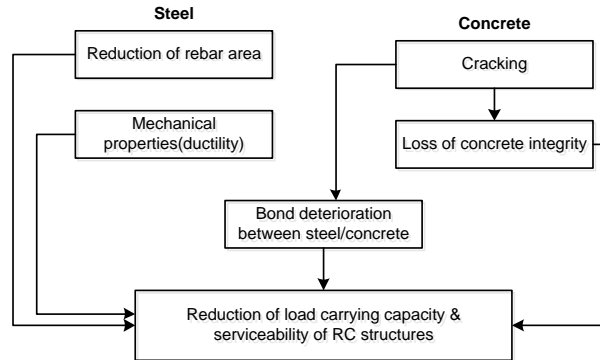 Steel
Reduction of rebar area
Mechanical
properties(ductility)
Concrete
Cracking
Loss of concrete integrity
Bond deterioration
between steel/concrete
Reduction of load carrying capacity &
serviceability of RC structures